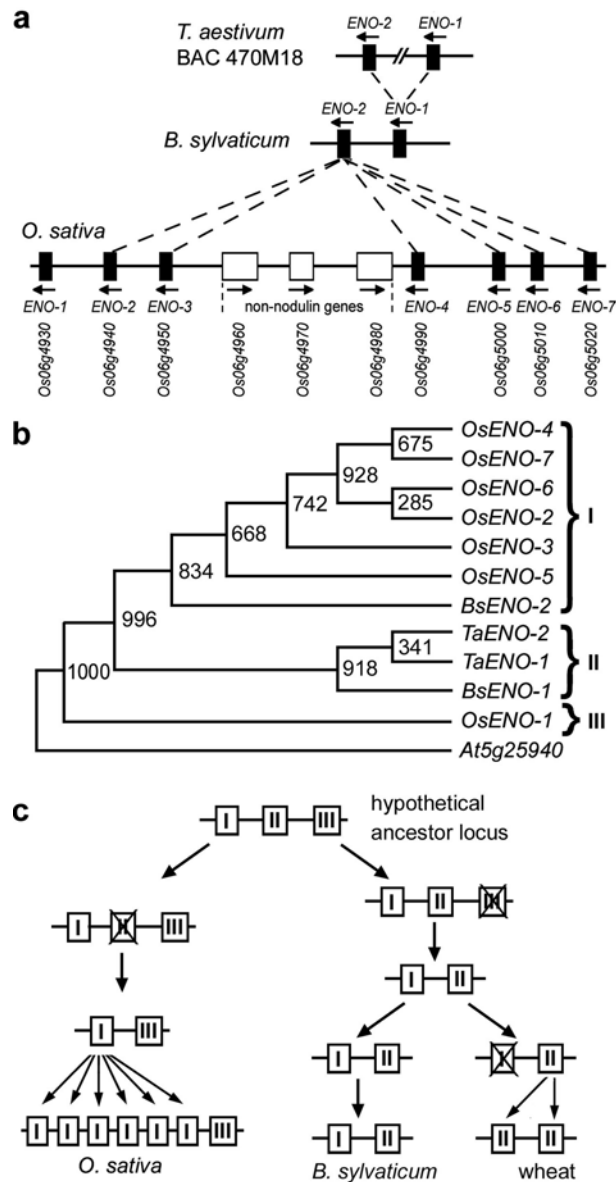 a
T. aestivum
BAC 470M18
ENO-2
ENO-1
ENO-2
ENO-1
B. sylvaticum
O. sativa
ENO-1
ENO-2
ENO-3
non-nodulin genes
ENO-4
ENO-5
ENO-6
ENO-7
Os06g4930
Os06g4940
Os06g4950
Os06g4960
Os06g4970
Os06g4980
Os06g4990
Os06g5000
Os06g5010
Os06g5020
b
OsENO-4
675
OsENO-7
928
OsENO-6
742
285
I
OsENO-2
668
OsENO-3
834
OsENO-5
996
BsENO-2
TaENO-2
341
1000
918
TaENO-1
II
BsENO-1
OsENO-1
III
At5g25940
c
hypothetical
ancestor locus
I II III
I II III
I II III
I III
I II
I II
I II
I I I I I I III
I II
II II
O. sativa
B. sylvaticum
wheat